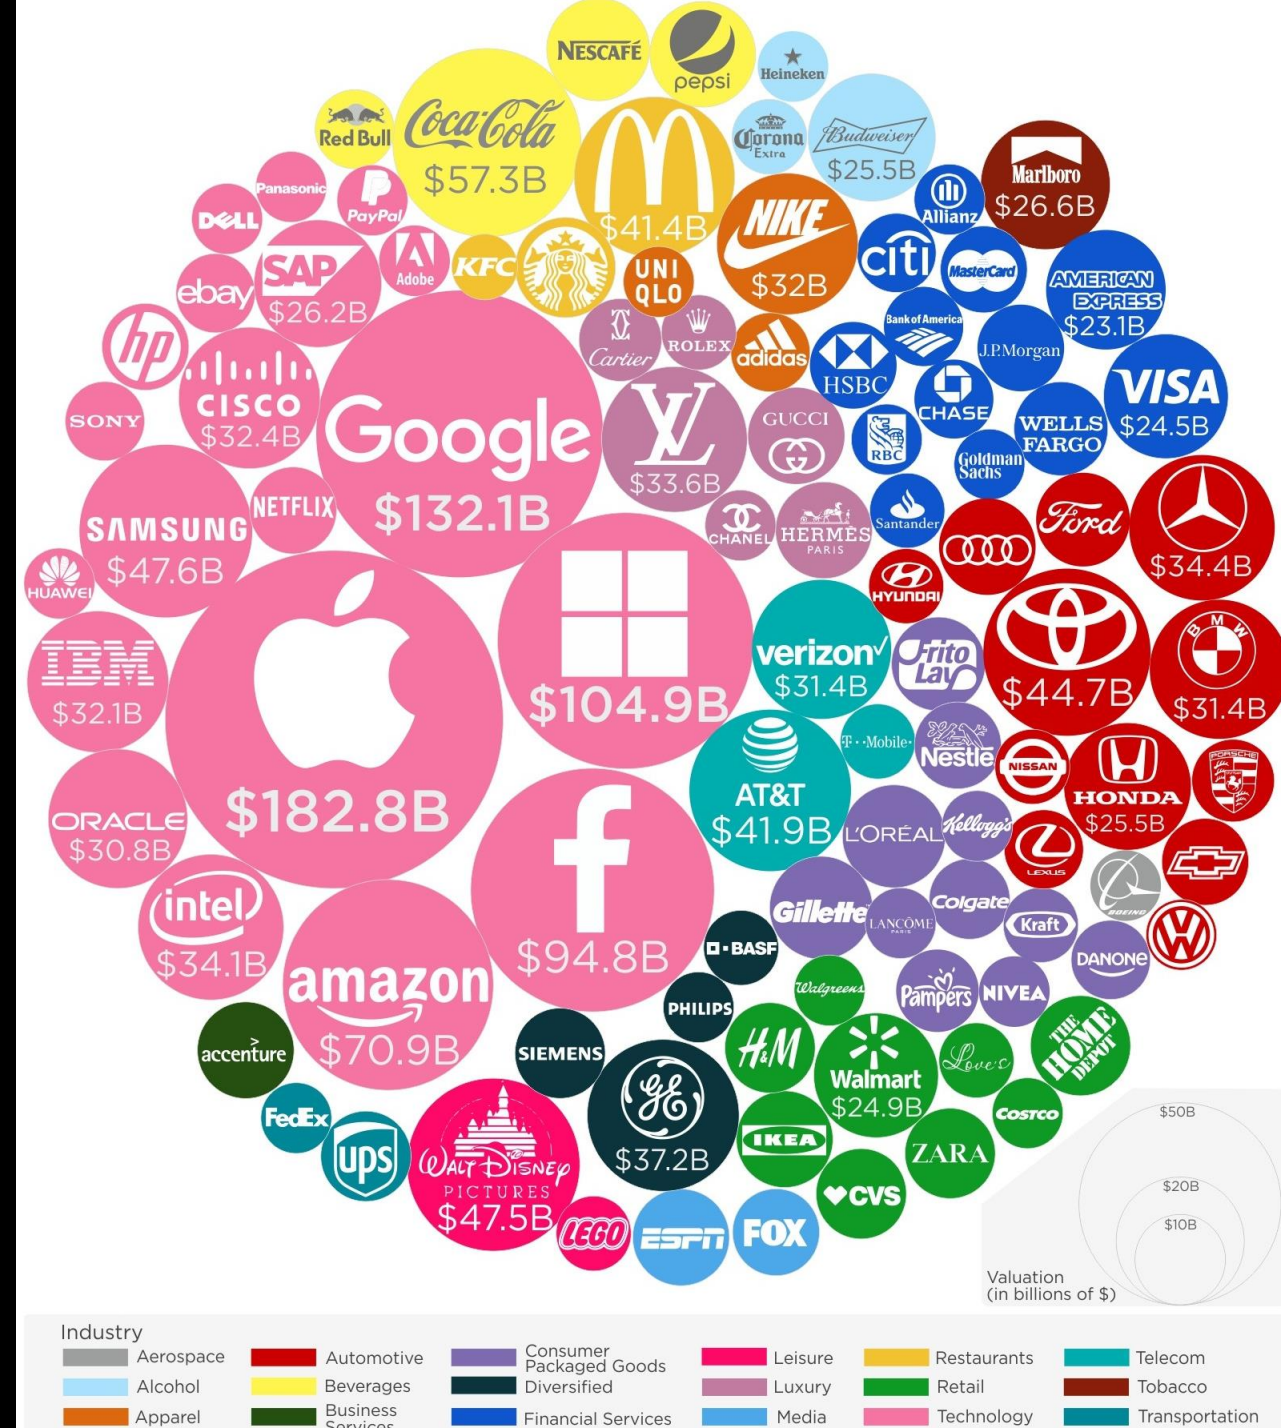 NESCAFÉ
pepsi
Heineken
Red Bull
Coca-Cola
$57.3B
$41.4B
Corona
Extra
Budweiser
$25.5B
Marlboro
$26.6B
Panasonic
PayPal
DELL
Adobe
KFC
UNI
QLO
NIKE
$32B
Allianz
citi
MasterCard
AMERICAN
EXPRESS
$23.1B
ebay
SAP
$26.2B
hp
CISCO
$32.4B
SONY
Google
$132.1B
Cartier
ROLEX
adidas
Bank of America
J.P.Morgan
HSBC
CHASE
VISA
$24.5B
LV
$33.6B
GUCCI
RBC
WELLS
FARGO
Goldman
Sachs
Santander
SAMSUNG
$47.6B
NETFLIX
CHANEL
HERMÈS
PARIS
Ford
$34.4B
HUAWEI
HYUNDAI
IBM
$32.1B
$104.9B
verizon
$31.4B
Frito
Lay
$44.7B
BMW
$31.4B
$182.8B
AT&T
$41.9B
T··Mobile·
Nestlé
NISSAN
HONDA
$25.5B
PORSCHE
ORACLE
$30.8B
L'ORÉAL
Kellogg's
LEXUS
BOEING
intel
$34.1B
f
$94.8B
Gillette
LANCÔME
PARIS
Colgate
Kraft
DANONE
VW
amazon
$70.9B
BASF
PHILIPS
Walgreens
Pampers
NIVEA
accenture
SIEMENS
GE
$37.2B
H&M
Walmart
$24.9B
Love's
THE
HOME
DEPOT
FedEx
ups
WALT DISNEY
PICTURES
$47.5B
IKEA
ZARA
COSTCO
CVS
LEGO
ESPN
FOX
$50B
$20B
$10B
Valuation
(in billions of $)
Industry
Aerospace
Automotive
Consumer
Packaged Goods
Leisure
Restaurants
Telecom
Alcohol
Beverages
Diversified
Luxury
Retail
Tobacco
Apparel
Business
Services
Financial Services
Media
Technology
Transportation